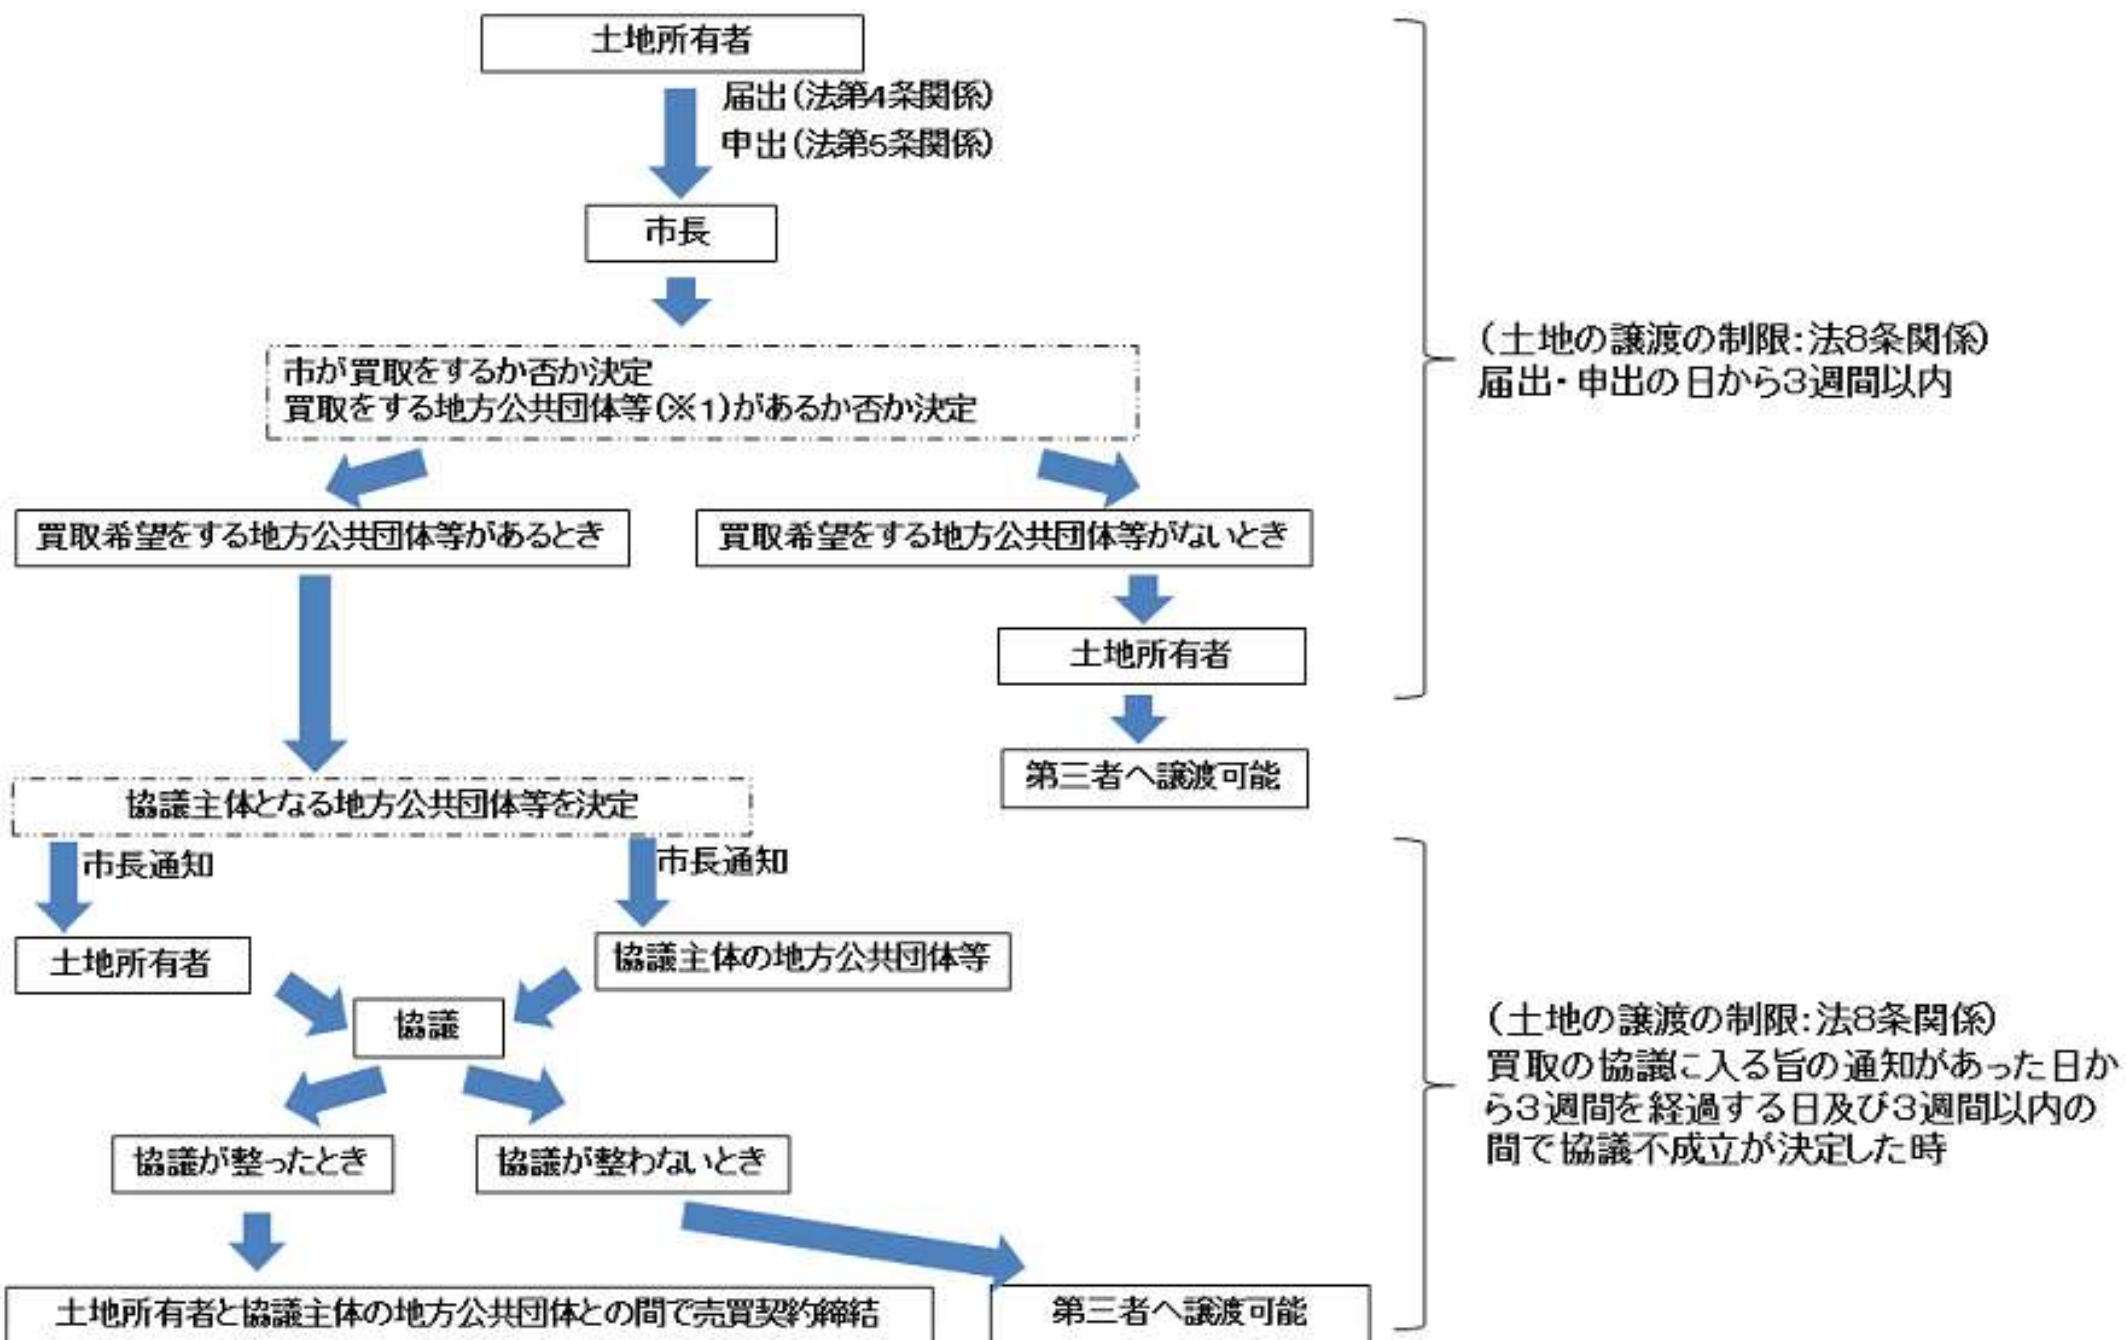 土地所有者
届出(法第4条関係)
申出(法第5条関係)
市長
市が買取をするか否か決定
買取をする地方公共団体等(※1)があるか否か決定
(土地の譲渡の制限:法8条関係)
届出・申出の日から3週間以内
買取希望をする地方公共団体等があるとき
買取希望をする地方公共団体等がないとき
土地所有者
第三者へ譲渡可能
協議主体となる地方公共団体等を決定
市長通知
市長通知
土地所有者
協議主体の地方公共団体等
協議
(土地の譲渡の制限:法8条関係)
買取の協議に入る旨の通知があった日か
ら3週間を経過する日及び3週間以内の
間で協議不成立が決定した時
協議が整ったとき
協議が整わないとき
土地所有者と協議主体の地方公共団体との間で売買契約締結
第三者へ譲渡可能